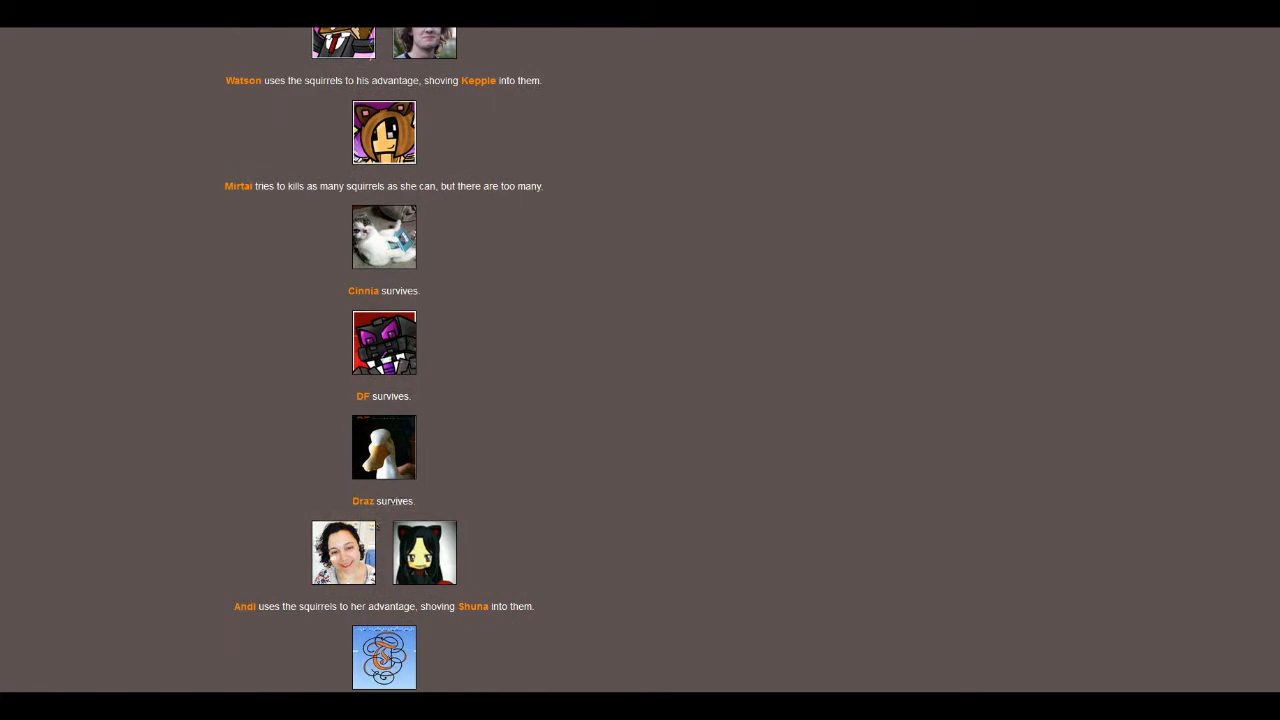 Watson uses the squirrels to his advantage, shoving Keppie into them.
Mirtai tries to kills as many squirrels as she can, but there are too many.
Cinnia survives.
DF survives.
Draz survives.
Andi uses the squirrels to her advantage, shoving Shuna into them.